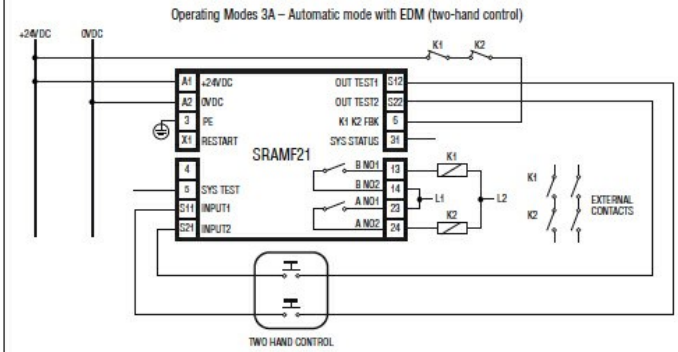 Operating Modes 3A – Automatic mode with EDM (two-hand control)
+24VDC 0VDC
K1 K2
A1 +24VDC OUT TEST1 S12
A2 0VDC OUT TEST2 S22
3 PE K1 K2 FBK 6
X1 RESTART SYS STATUS 31
SRAMF21
4 B NO1 13 K1
5 SYS TEST B NO2 14 L1 L2
S11 INPUT1 A NO1 23
S21 INPUT2 A NO2 24 K2
K1
K2
EXTERNAL
CONTACTS
TWO HAND CONTROL